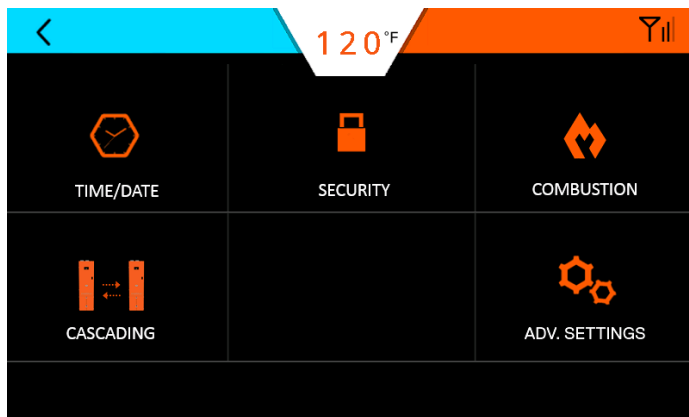 120°F
TIME/DATE
SECURITY
COMBUSTION
CASCADING
ADV. SETTINGS